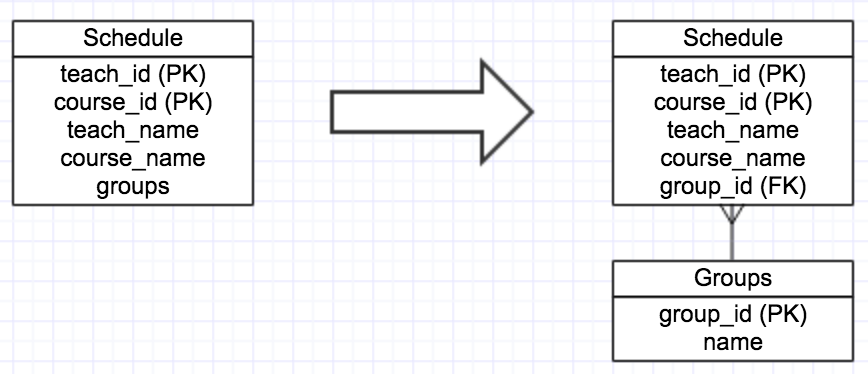 Schedule
teach_id (PK)
course_id (PK)
teach_name
course_name
groups
Schedule
teach_id (PK)
course_id (PK)
teach_name
course_name
group_id (FK)
Groups
group_id (PK)
name